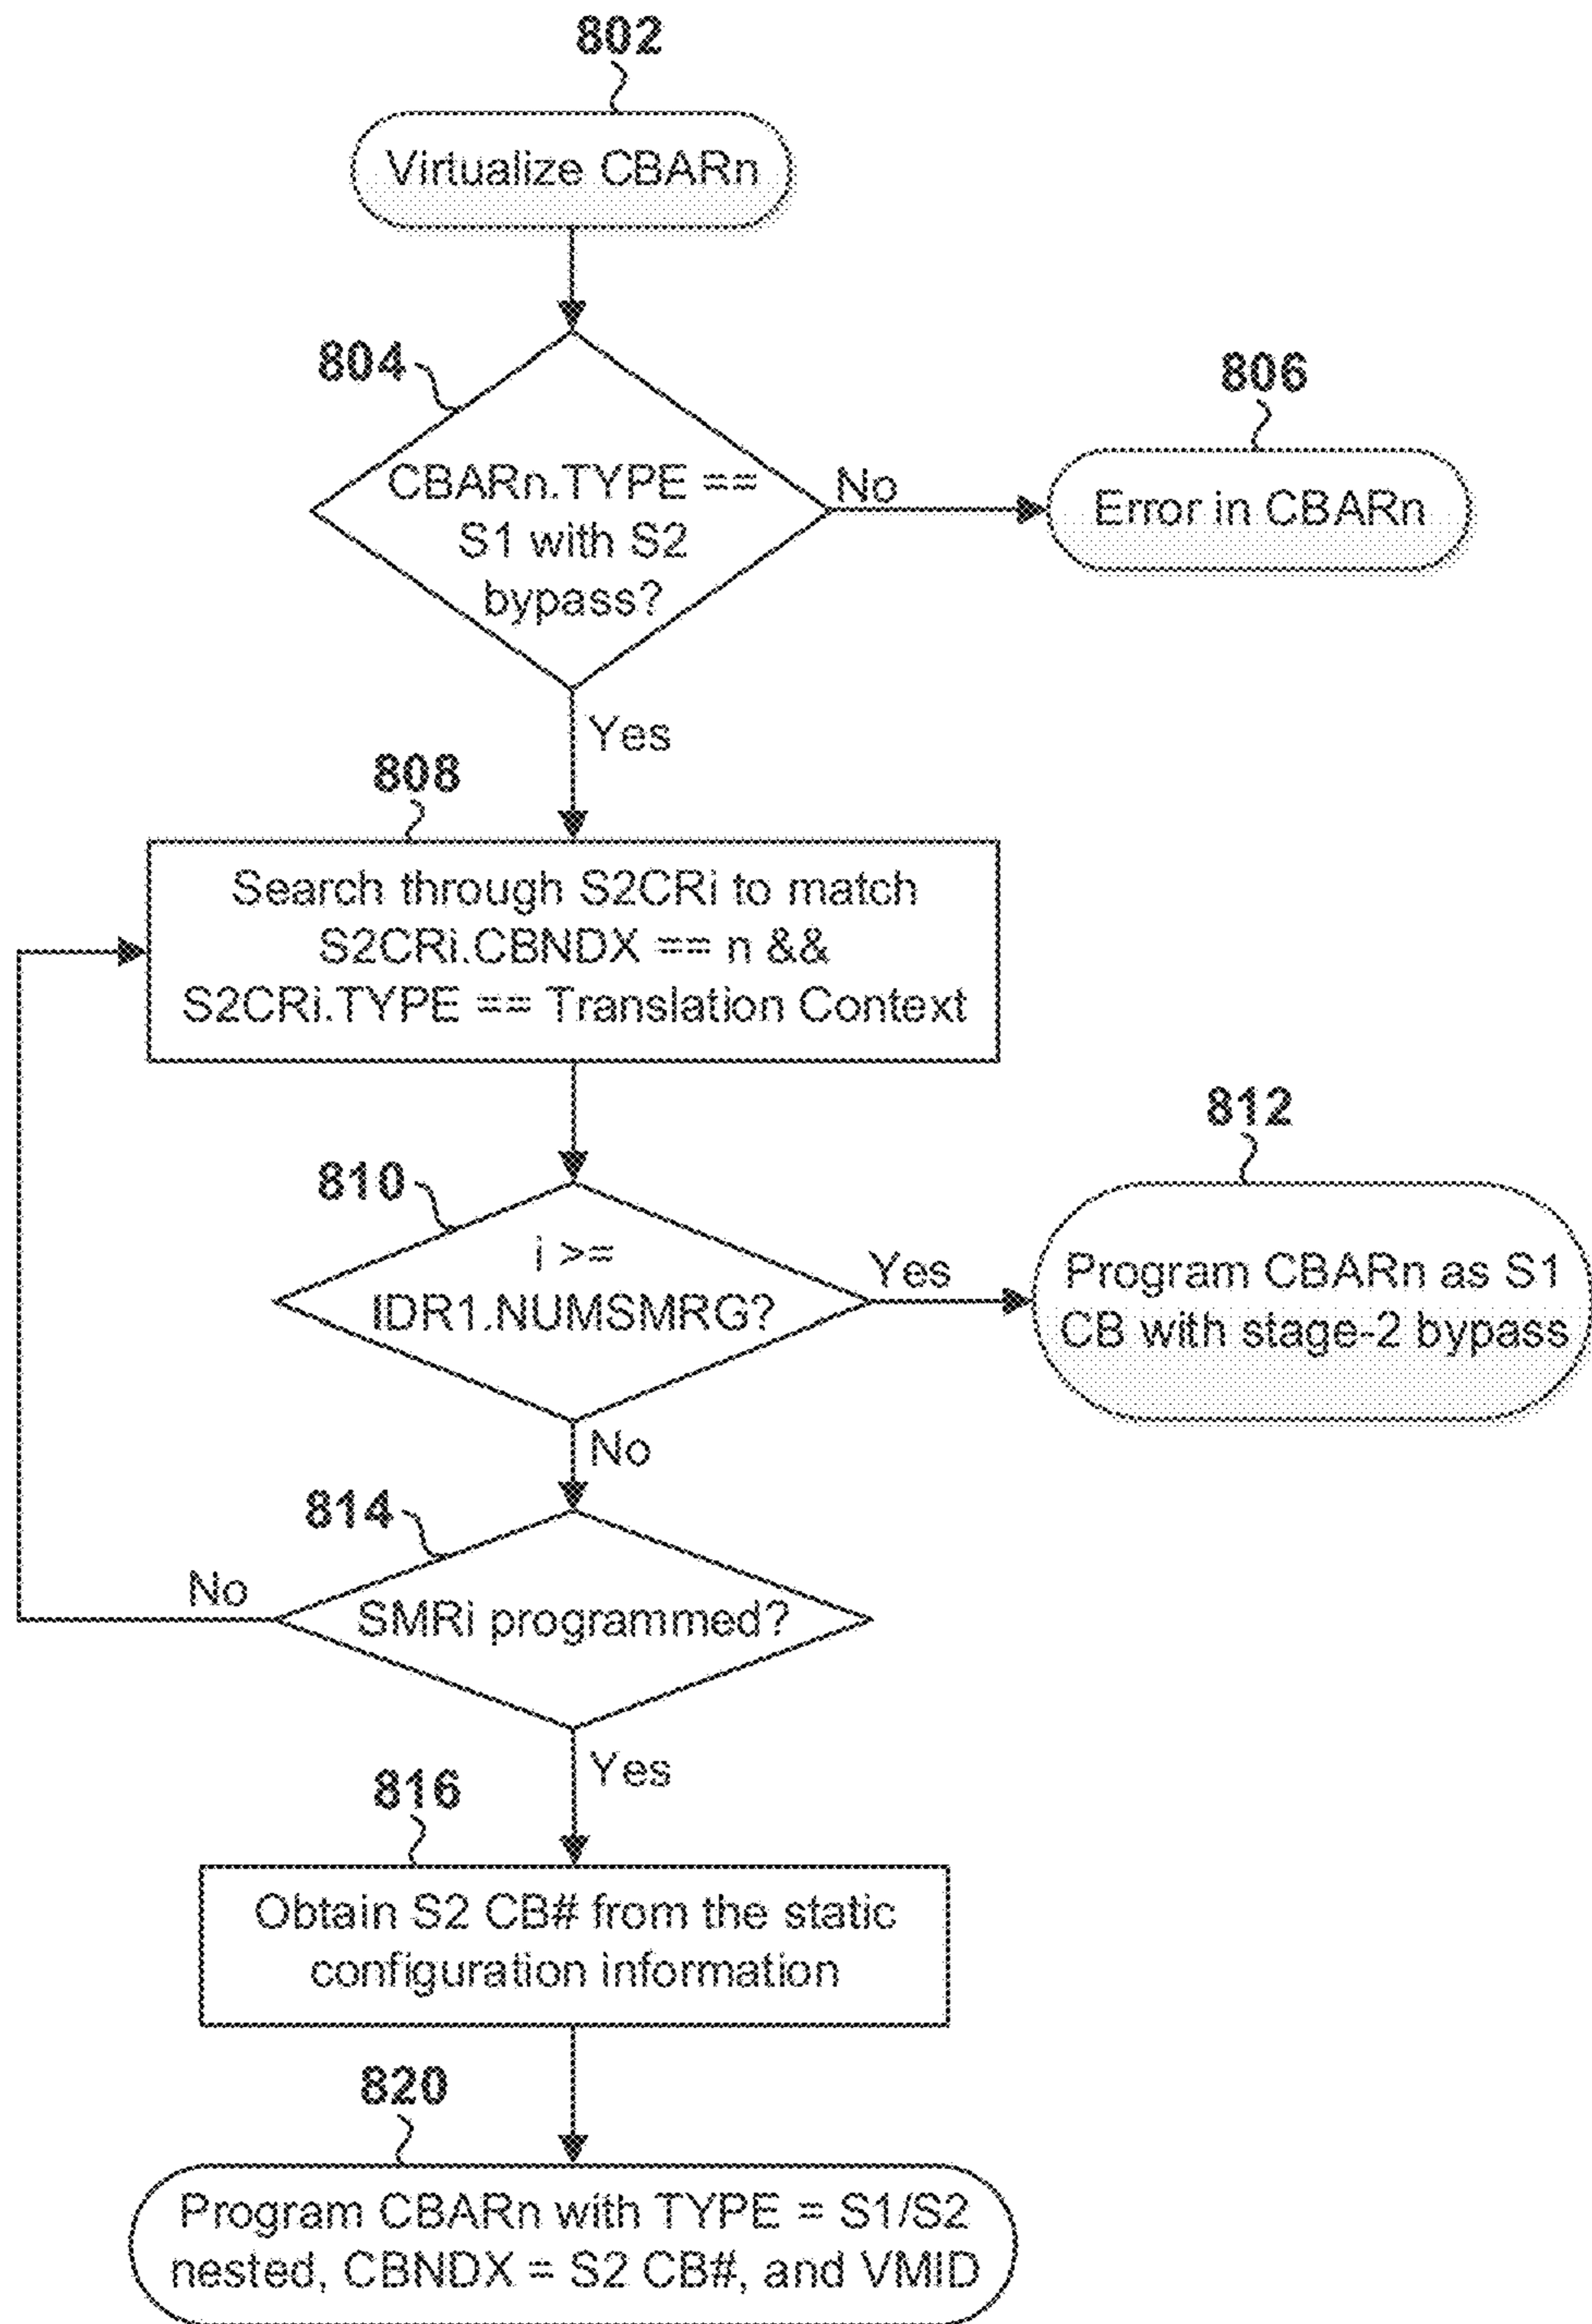 802
Virtualize CBARn
804
CBARn.TYPE ==
S1 with S2
bypass?
No
806
Error in CBARn
Yes
808
Search through S2CRi to match
S2CRi.CBNDX == n &&
S2CRi.TYPE == Translation Context
810
i >=
IDR1.NUMSMRG?
Yes
812
Program CBARn as S1
CB with stage-2 bypass
No
814
SMRi programmed?
No
Yes
816
Obtain S2 CB# from the static
configuration information
820
Program CBARn with TYPE = S1/S2
nested, CBNDX = S2 CB#, and VMID